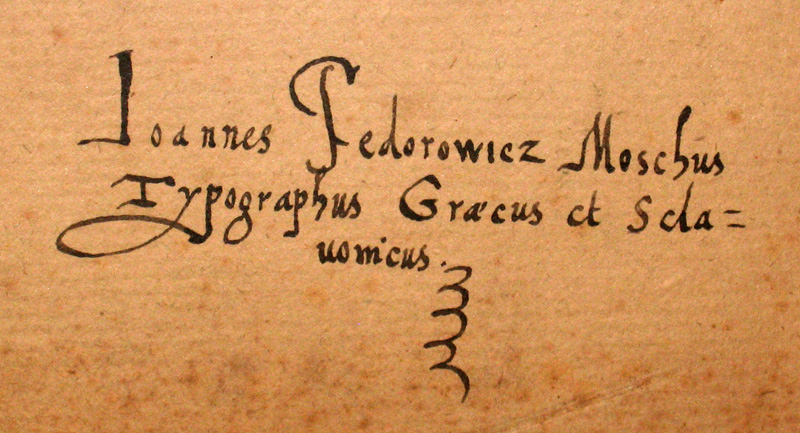 Ioannes Fedorowicz Moschus
Typographus Græcus et Scla=
uonicus.